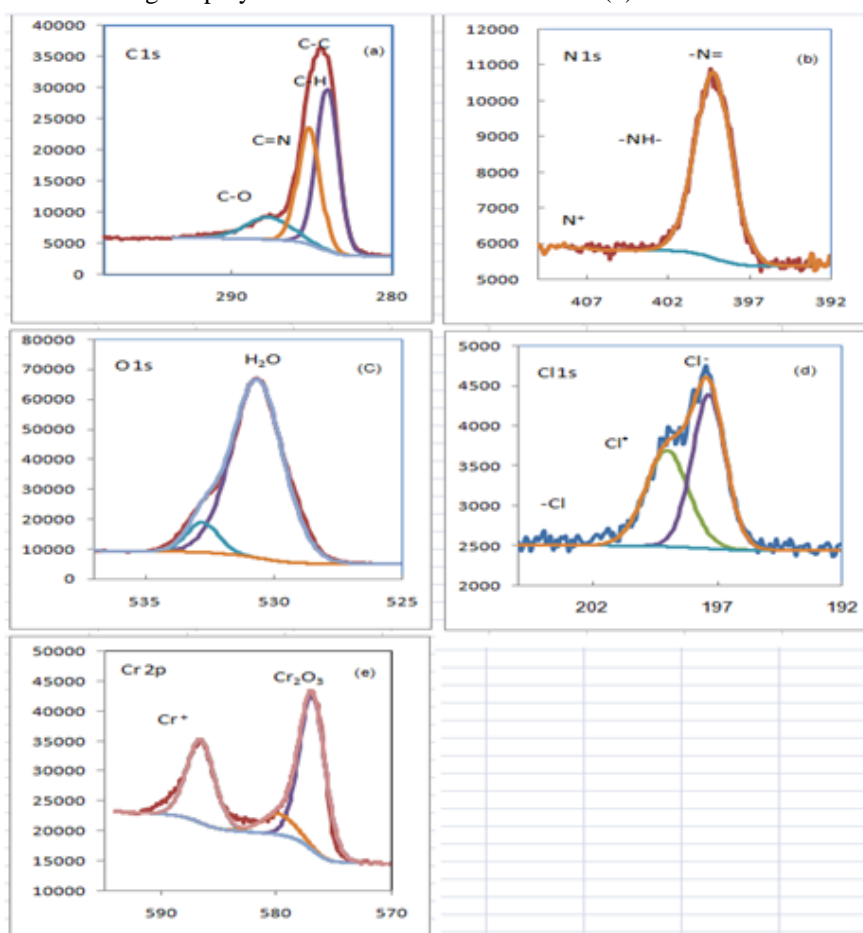 40000
35000
30000
25000
20000
15000
10000
5000
0
C1s
C-C
(a)
C-H
C=N
C-O
290
280
12000
11000
10000
9000
8000
7000
6000
5000
N1s
-N=
(b)
-NH-
N⁺
407
402
397
392
80000
70000
60000
50000
40000
30000
20000
10000
0
O1s
H₂O
(C)
535
530
525
5000
4500
4000
3500
3000
2500
2000
Cl1s
Cl⁻
(d)
Cl*
-Cl
202
197
192
50000
45000
40000
35000
30000
25000
20000
15000
10000
Cr2p
Cr₂O₃
(e)
Cr⁺
590
580
570